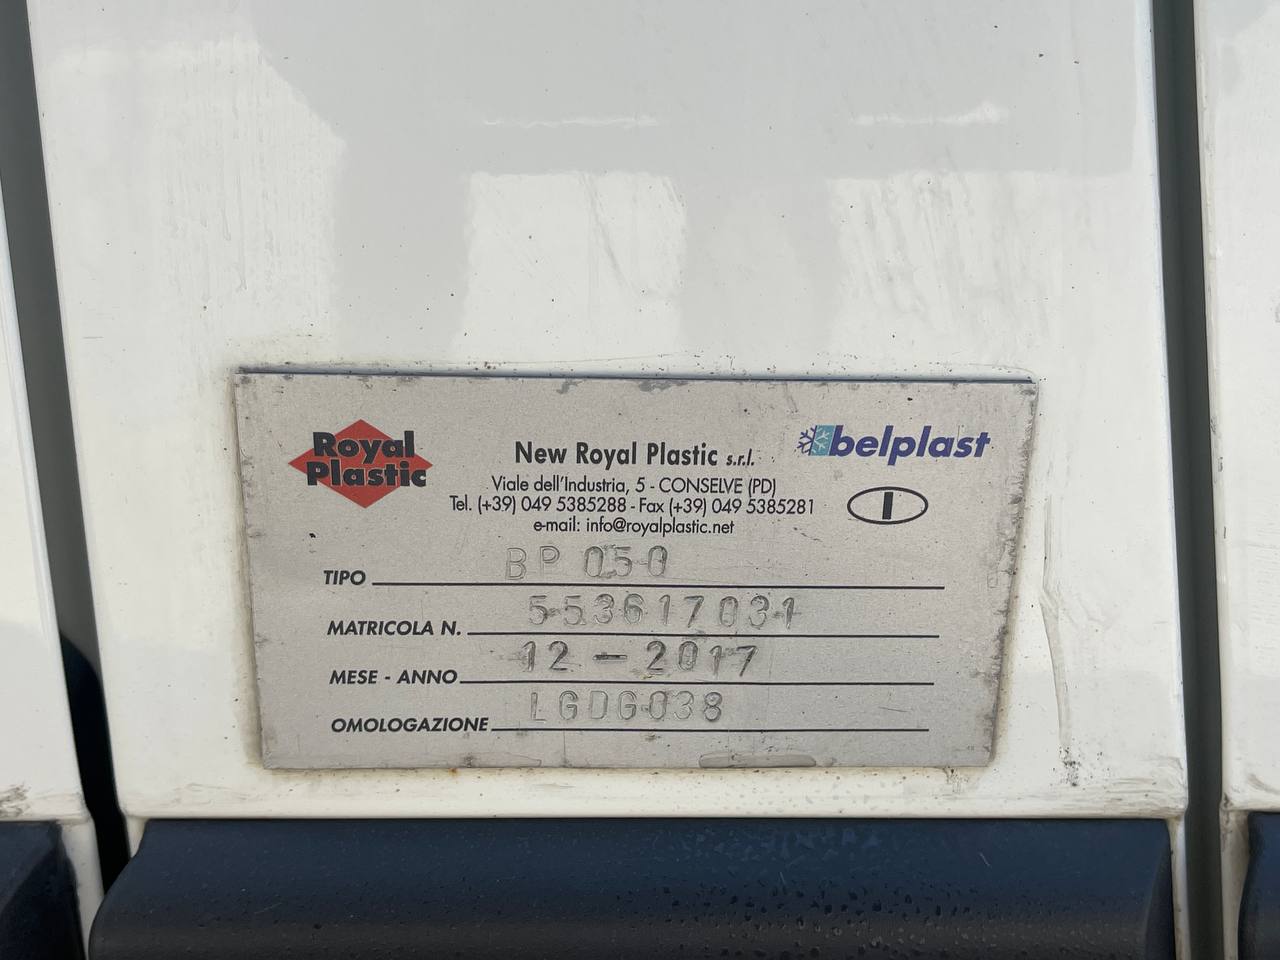 Royal
Plastic
New Royal Plastic s.r.l.
belplast
Viale dell'Industria, 5 - CONSELVE (PD)
Tel. (+39) 049 5385288 - Fax (+39) 049 5385281
e-mail: info@royalplastic.net
I
TIPO BP 050
MATRICOLA N. 553617031
MESE - ANNO 12 - 2017
OMOLOGAZIONE LGDG038